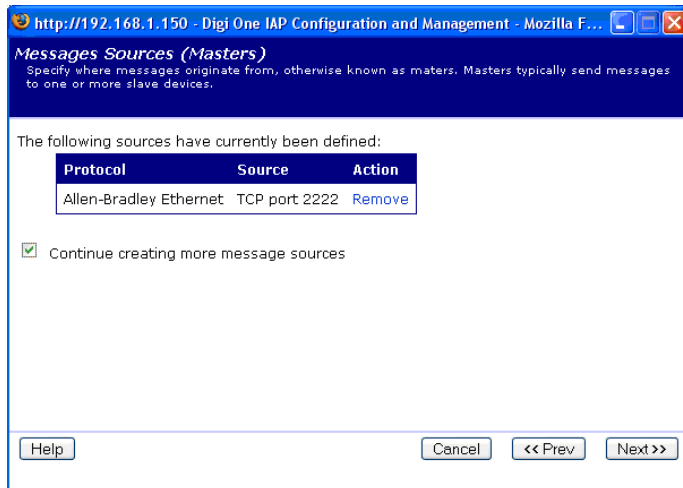 http://192.168.1.150 - Digi One IAP Configuration and Management - Mozilla F...
Messages Sources (Masters)
Specify where messages originate from, otherwise known as maters. Masters typically send messages
to one or more slave devices.
The following sources have currently been defined:
Protocol Source Action
Allen-Bradley Ethernet TCP port 2222 Remove
Continue creating more message sources
Help Cancel << Prev Next >>